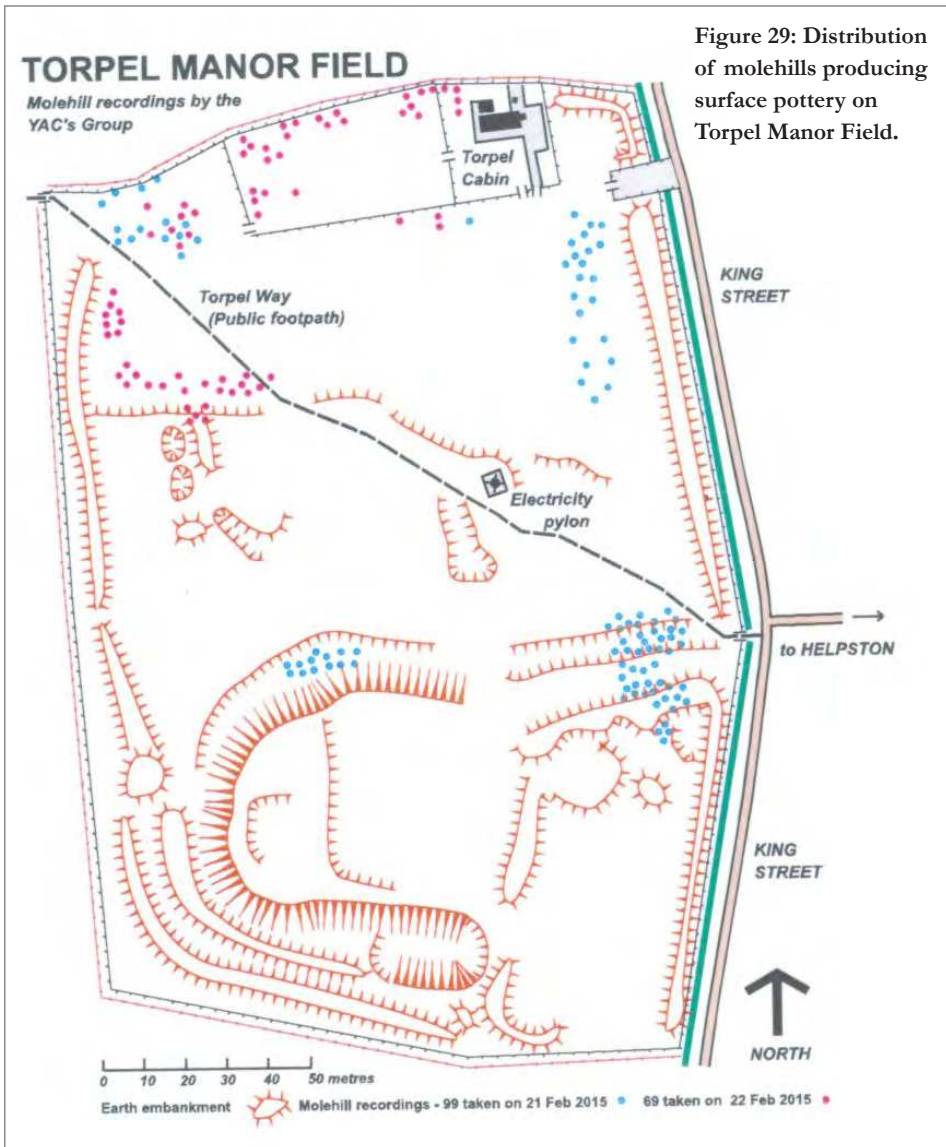 Figure 29: Distribution
of molehills producing
surface pottery on
Torpel Manor Field.
TORPEL MANOR FIELD
Molehill recordings by the
YAC's Group
Torpel
Cabin
KING
STREET
Torpel Way
(Public footpath)
Electricity
pylon
to HELPSTON
KING
STREET
NORTH
0 10 20 30 40 50 metres
Earth embankment Molehill recordings - 99 taken on 21 Feb 2015 69 taken on 22 Feb 2015